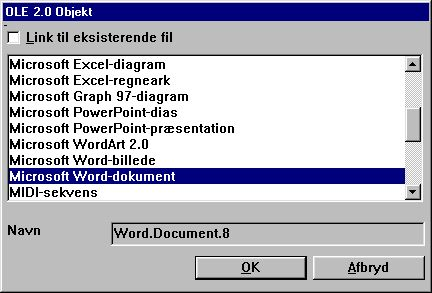 OLE 2.0 Objekt
Link til eksisterende fil
Microsoft Excel-diagram
Microsoft Excel-regneark
Microsoft Graph 97-diagram
Microsoft PowerPoint-dias
Microsoft PowerPoint-præsentation
Microsoft WordArt 2.0
Microsoft Word-billede
Microsoft Word-dokument
MIDI-sekvens
Navn Word.Document.8
OK Afbryd